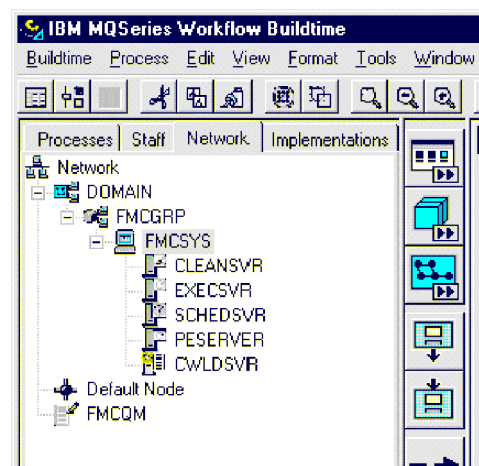 IBM MQSeries Workflow Buildtime
Buildtime Process Edit View Format Tools Window
Processes Staff Network Implementations
Network
DOMAIN
FMCGRP
FMCSYS
CLEANSVR
EXECSVR
SCHEDSVR
PESERVER
CWLDSVR
Default Node
FMCQM